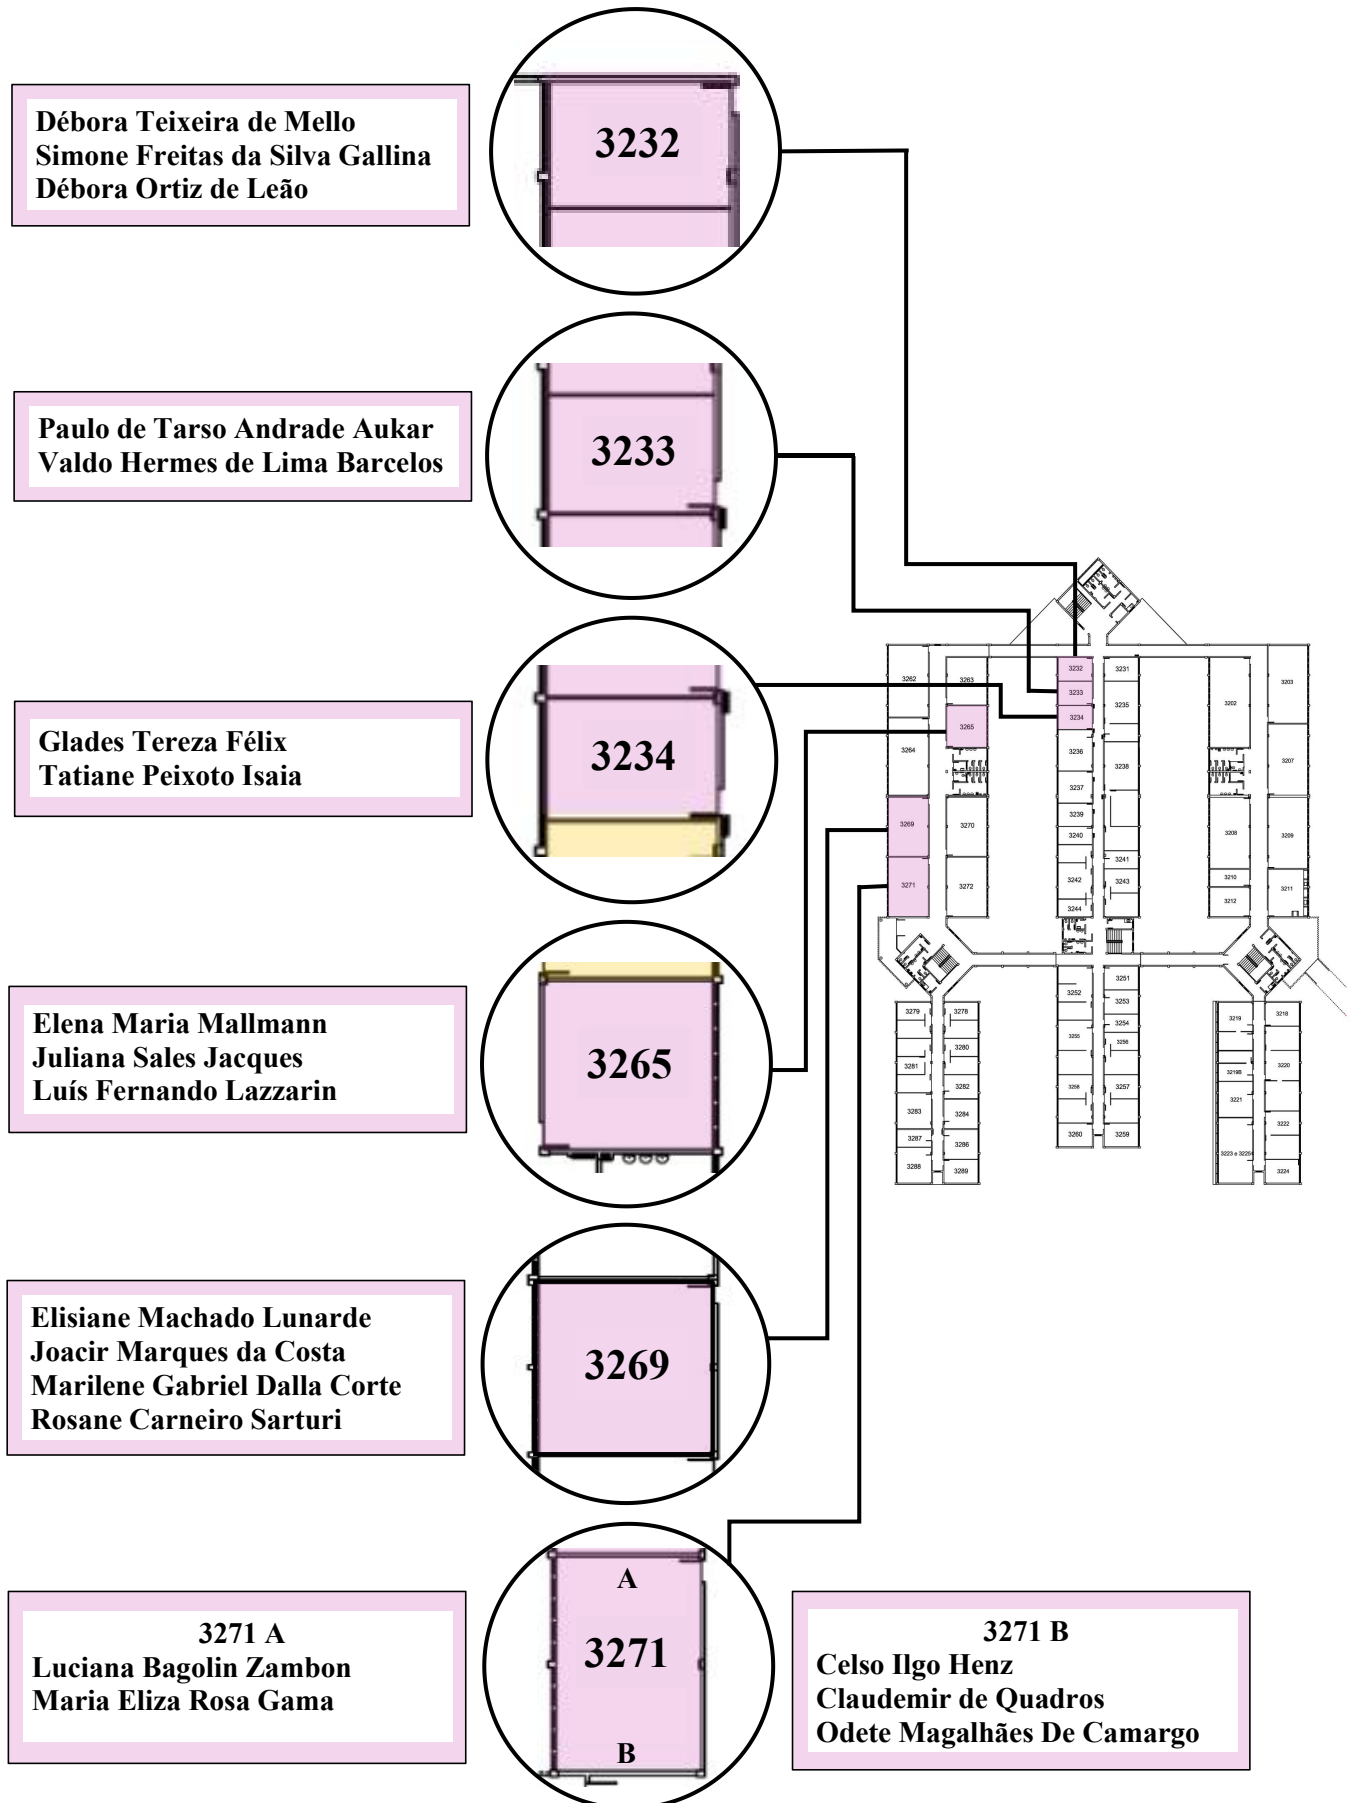 Débora Teixeira de Mello
Simone Freitas da Silva Gallina
Débora Ortiz de Leão
3232
Paulo de Tarso Andrade Aukar
Valdo Hermes de Lima Barcelos
3233
Glades Tereza Félix
Tatiane Peixoto Isaia
3234
Elena Maria Mallmann
Juliana Sales Jacques
Luís Fernando Lazzarin
3265
Elisiane Machado Lunarde
Joacir Marques da Costa
Marilene Gabriel Dalla Corte
Rosane Carneiro Sarturi
3269
3271 A
Luciana Bagolin Zambon
Maria Eliza Rosa Gama
A
3271
B
3271 B
Celso Ilgo Henz
Claudemir de Quadros
Odete Magalhães De Camargo
3262
3263
3232
3231
3203
3233
3235
3202
3234
3265
3264
3236
3238
3207
3237
3269
3270
3239
3240
3208
3209
3241
3271
3272
3242
3243
3210
3211
3212
3244
3251
3252
3253
3279
3278
3254
3219
3218
3255
3256
3280
3281
3219B
3220
3282
3258
3257
3221
3283
3284
3222
3287
3286
3260
3259
3223 e 3225
3288
3289
3224